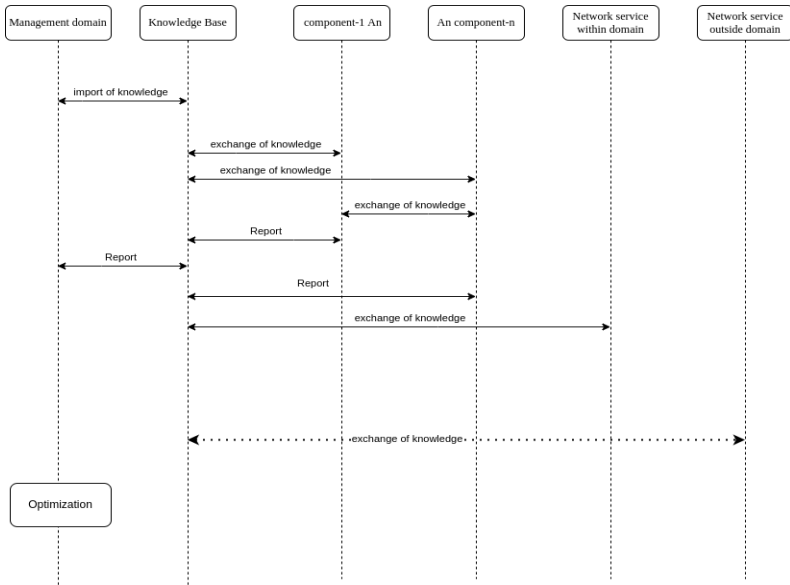 Management domain
Knowledge Base
component-1 An
An component-n
Network service
within domain
Network service
outside domain
import of knowledge
exchange of knowledge
exchange of knowledge
exchange of knowledge
Report
Report
Report
exchange of knowledge
exchange of knowledge
Optimization